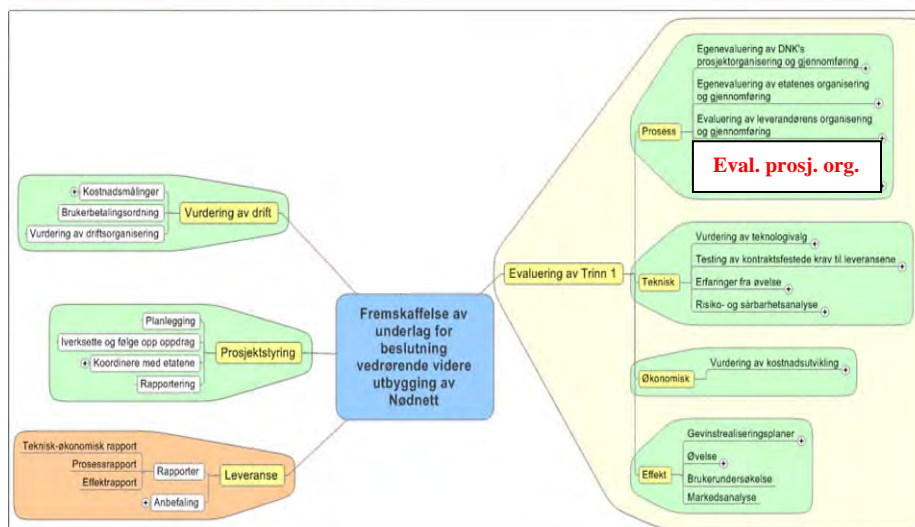 Kostnadsmålinger
Brukerbetalingsordning
Vurdering av driftsorganisering
Vurdering av drift
Planlegging
Iverksette og følge opp oppdrag
Koordinere med etatene
Rapportering
Prosjektstyring
Teknisk-økonomisk rapport
Prosessrapport
Effektrapport
Rapporter
Anbefaling
Leveranse
Fremskaffelse av
underlag for
beslutning
vedrørende videre
utbygging av
Nødnett
Evaluering av Trinn 1
Prosess
Egenevaluering av DNK's
prosjektorganisering og gjennomføring
Egenevaluering av etatenes organisering
og gjennomføring
Evaluering av leverandørens organisering
og gjennomføring
Eval. prosj. org.
Teknisk
Vurdering av teknologivalg
Testing av kontraktsfestede krav til leveransene
Erfaringer fra øvelse
Risiko- og sårbarhetsanalyse
Økonomisk
Vurdering av kostnadsutvikling
Effekt
Gevinstrealiseringsplaner
Øvelse
Brukerundersøkelse
Markedsanalyse